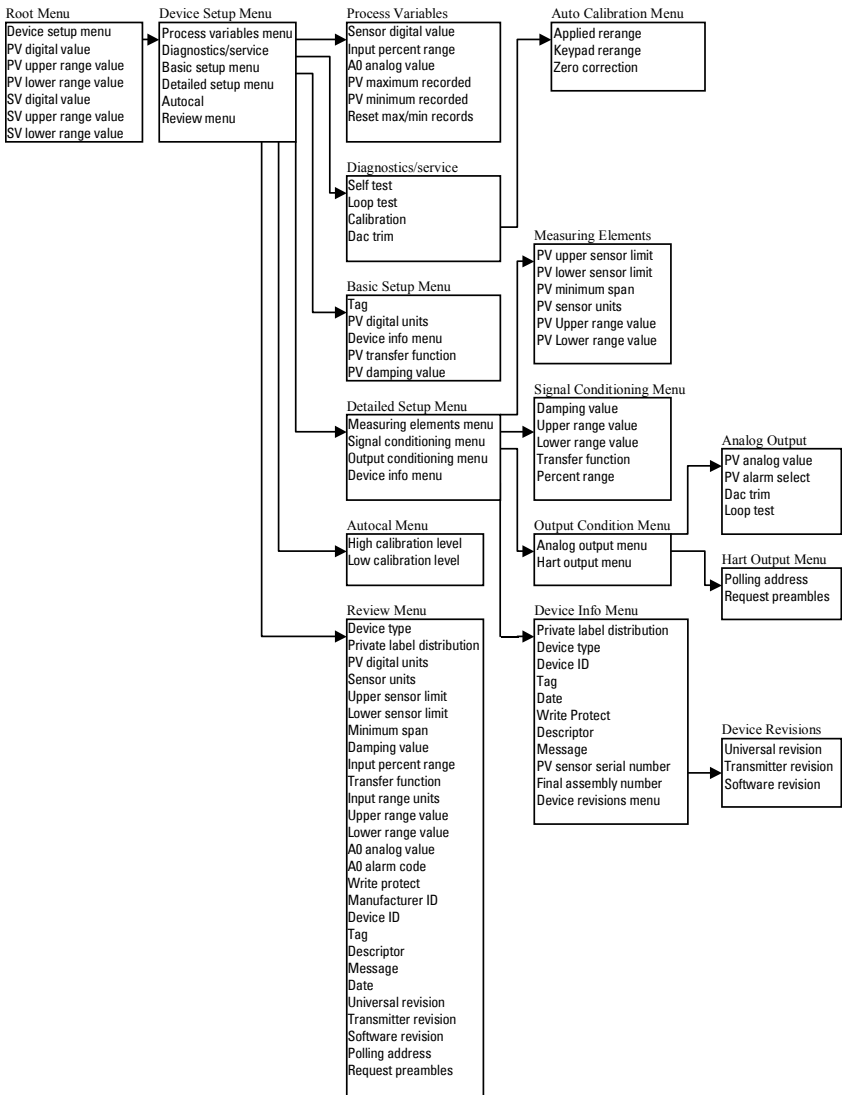 Root Menu
Device setup menu
PV digital value
PV upper range value
PV lower range value
SV digital value
SV upper range value
SV lower range value
Device Setup Menu
Process variables menu
Diagnostics/service
Basic setup menu
Detailed setup menu
Autocal
Review menu
Process Variables
Sensor digital value
Input percent range
A0 analog value
PV maximum recorded
PV minimum recorded
Reset max/min records
Auto Calibration Menu
Applied rerange
Keypad rerange
Zero correction
Diagnostics/service
Self test
Loop test
Calibration
Dac trim
Measuring Elements
PV upper sensor limit
PV lower sensor limit
PV minimum span
PV sensor units
PV Upper range value
PV Lower range value
Basic Setup Menu
Tag
PV digital units
Device info menu
PV transfer function
PV damping value
Detailed Setup Menu
Measuring elements menu
Signal conditioning menu
Output conditioning menu
Device info menu
Signal Conditioning Menu
Damping value
Upper range value
Lower range value
Transfer function
Percent range
Analog Output
PV analog value
PV alarm select
Dac trim
Loop test
Autocal Menu
High calibration level
Low calibration level
Output Condition Menu
Analog output menu
Hart output menu
Hart Output Menu
Polling address
Request preambles
Review Menu
Device type
Private label distribution
PV digital units
Sensor units
Upper sensor limit
Lower sensor limit
Minimum span
Damping value
Input percent range
Transfer function
Input range units
Upper range value
Lower range value
A0 analog value
A0 alarm code
Write protect
Manufacturer ID
Device ID
Tag
Descriptor
Message
Date
Universal revision
Transmitter revision
Software revision
Polling address
Request preambles
Device Info Menu
Private label distribution
Device type
Device ID
Tag
Date
Write Protect
Descriptor
Message
PV sensor serial number
Final assembly number
Device revisions menu
Device Revisions
Universal revision
Transmitter revision
Software revision